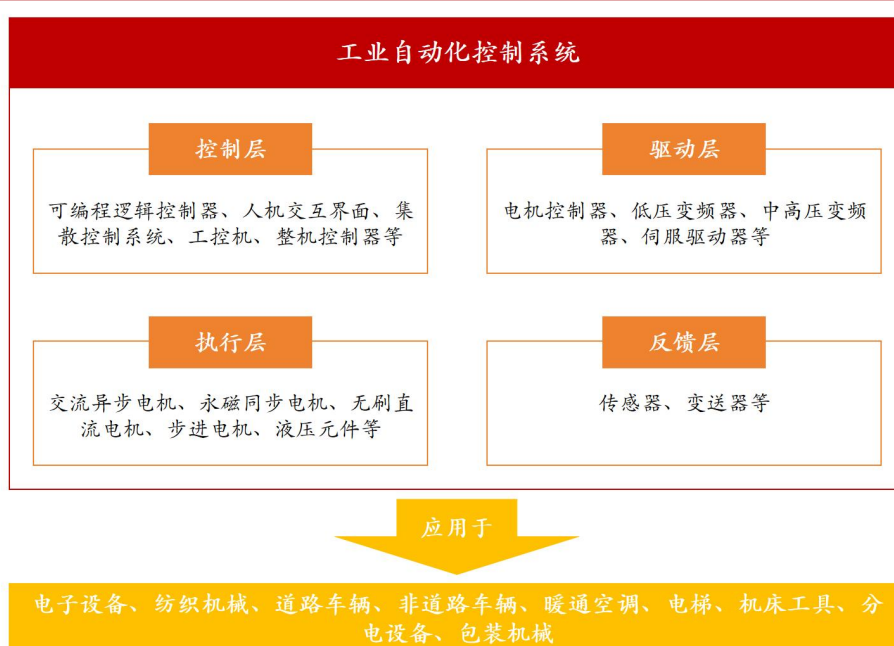 工业自动化控制系统
控制层
可编程逻辑控制器、人机交互界面、集
散控制系统、工控机、整机控制器等
驱动层
电机控制器、低压变频器、中高压变频
器、伺服驱动器等
执行层
交流异步电机、永磁同步电机、无刷直
流电机、步进电机、液压元件等
反馈层
传感器、变送器等
应用于
电子设备、纺织机械、道路车辆、非道路车辆、暖通空调、电梯、机床工具、分
电设备、包装机械